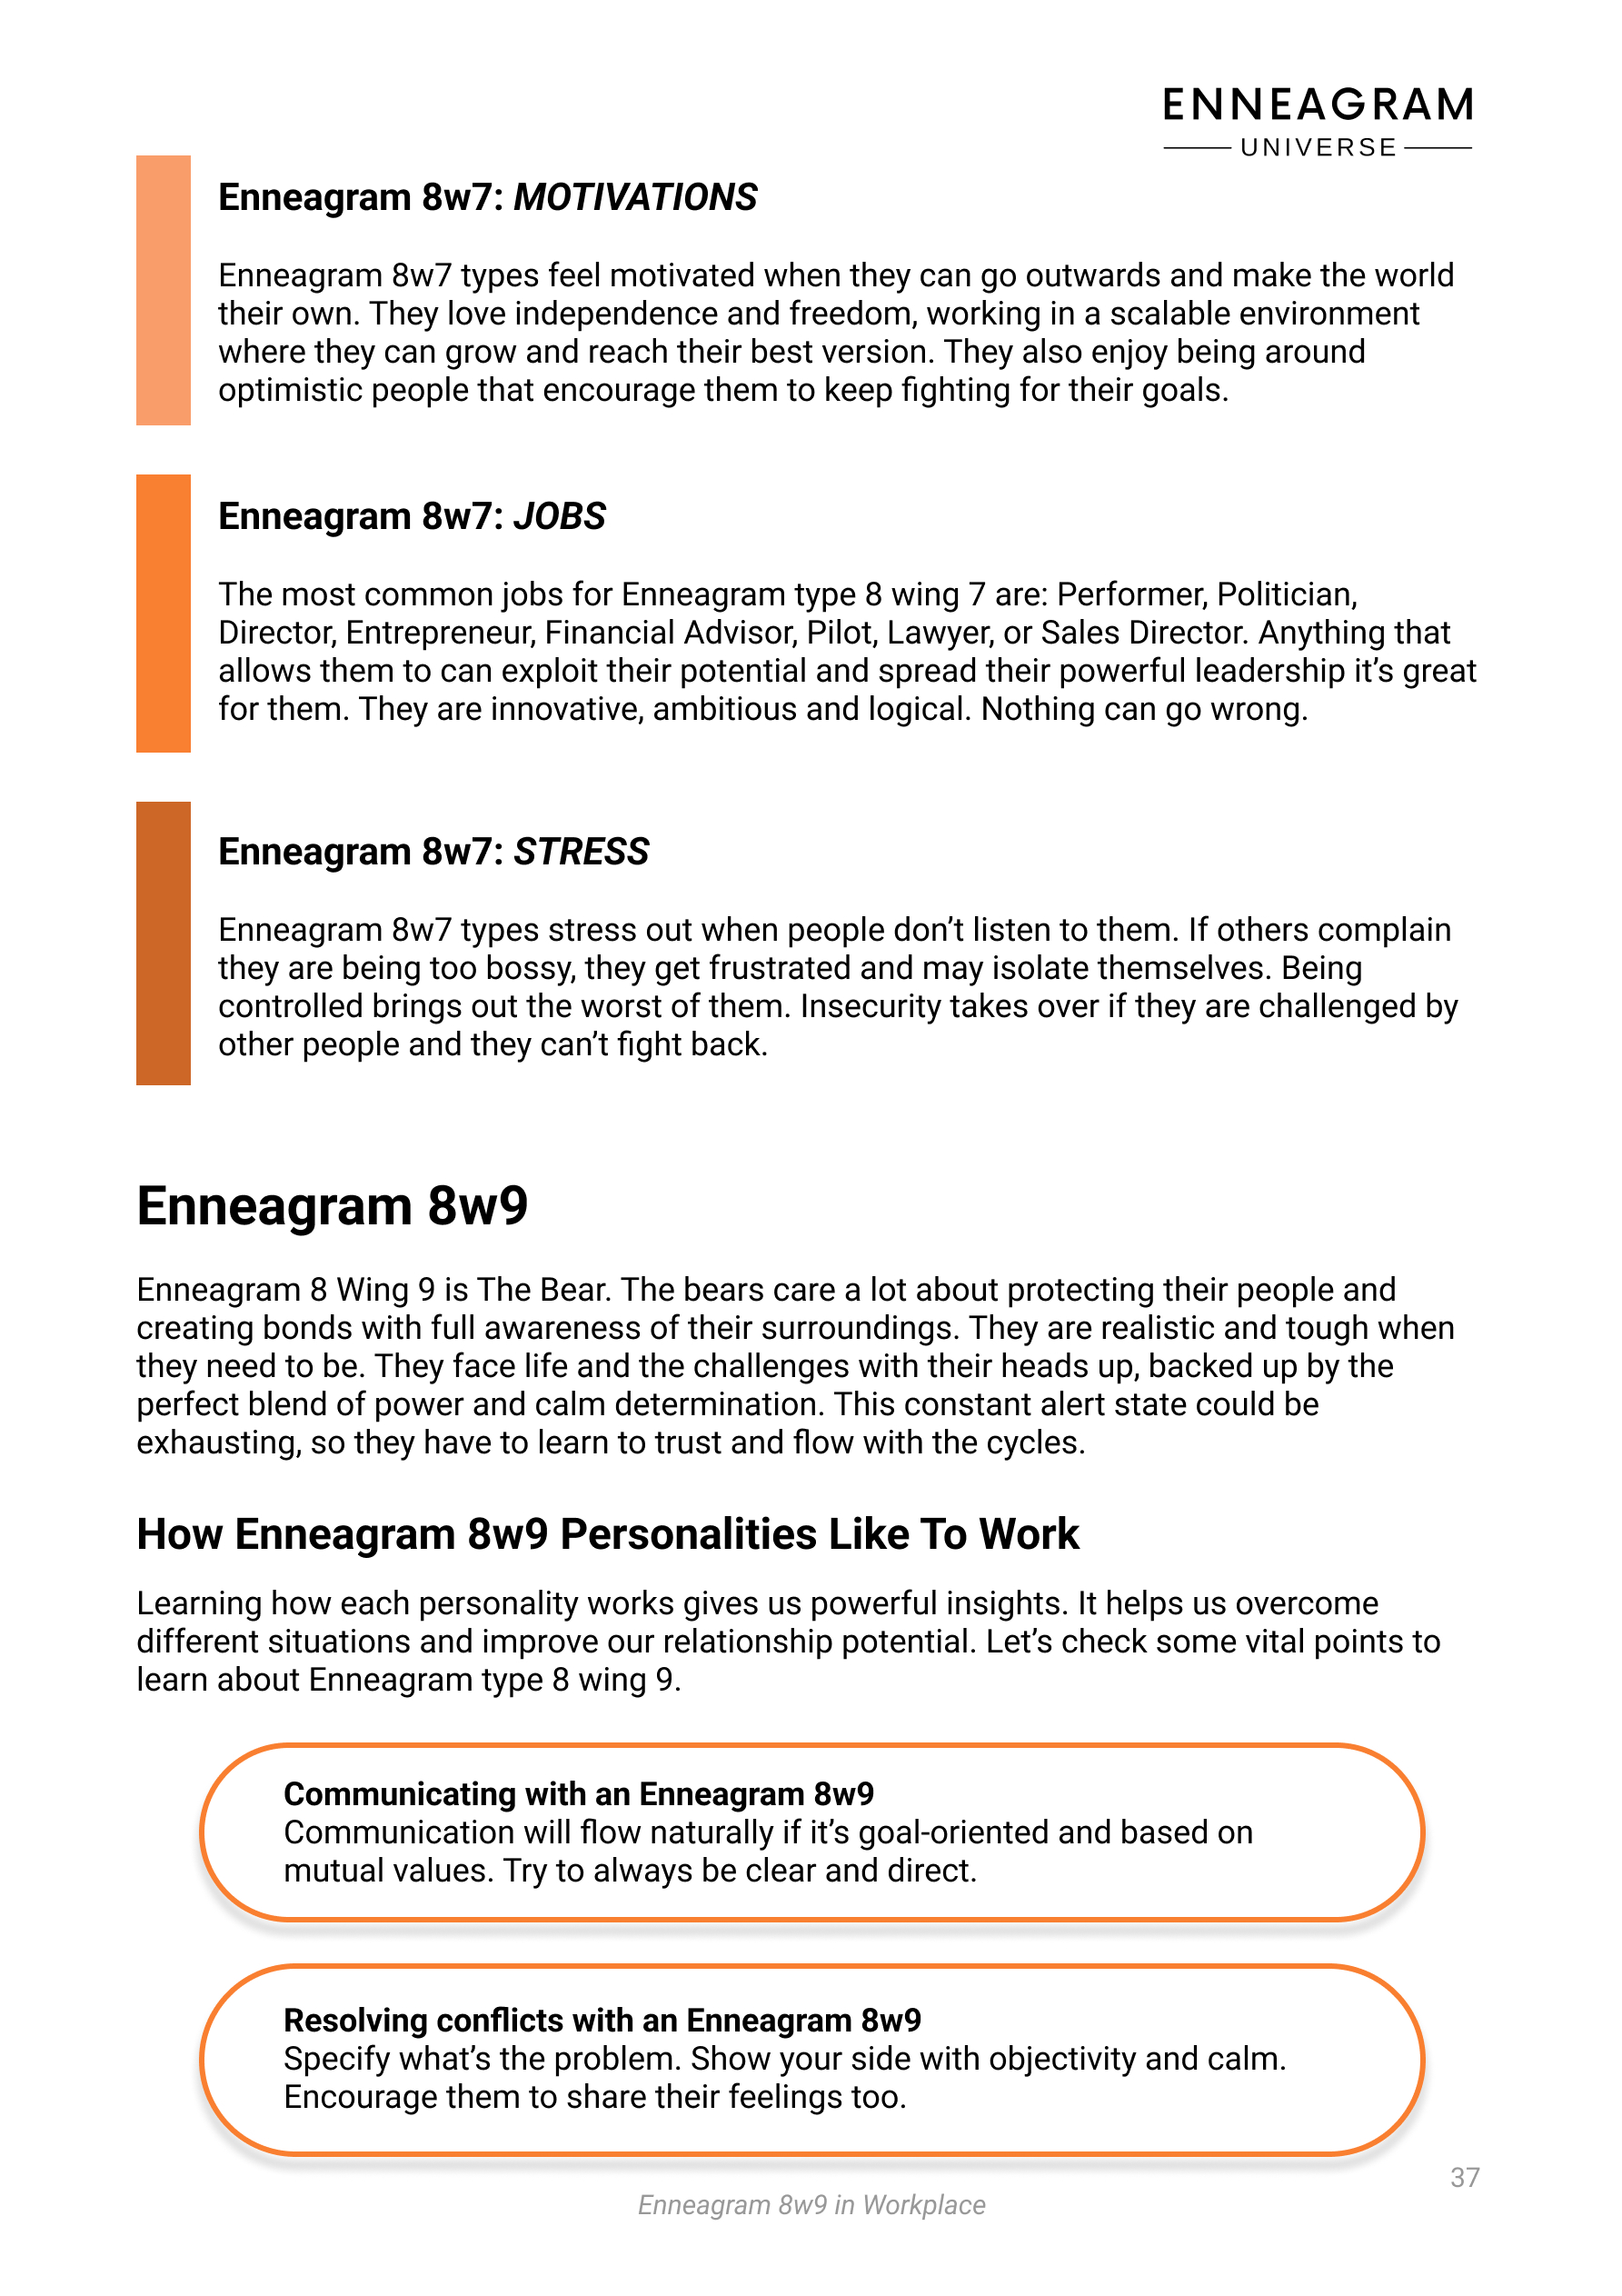 ENNEAGRAM
UNIVERSE
Enneagram 8w7: MOTIVATIONS
Enneagram 8w7 types feel motivated when they can go outwards and make the world
their own. They love independence and freedom, working in a scalable environment
where they can grow and reach their best version. They also enjoy being around
optimistic people that encourage them to keep fighting for their goals.
Enneagram 8w7: JOBS
The most common jobs for Enneagram type 8 wing 7 are: Performer, Politician,
Director, Entrepreneur, Financial Advisor, Pilot, Lawyer, or Sales Director. Anything that
allows them to can exploit their potential and spread their powerful leadership it’s great
for them. They are innovative, ambitious and logical. Nothing can go wrong.
Enneagram 8w7: STRESS
Enneagram 8w7 types stress out when people don’t listen to them. If others complain
they are being too bossy, they get frustrated and may isolate themselves. Being
controlled brings out the worst of them. Insecurity takes over if they are challenged by
other people and they can’t fight back.
Enneagram 8w9
Enneagram 8 Wing 9 is The Bear. The bears care a lot about protecting their people and
creating bonds with full awareness of their surroundings. They are realistic and tough when
they need to be. They face life and the challenges with their heads up, backed up by the
perfect blend of power and calm determination. This constant alert state could be
exhausting, so they have to learn to trust and flow with the cycles.
How Enneagram 8w9 Personalities Like To Work
Learning how each personality works gives us powerful insights. It helps us overcome
different situations and improve our relationship potential. Let’s check some vital points to
learn about Enneagram type 8 wing 9.
Communicating with an Enneagram 8w9
Communication will flow naturally if it’s goal-oriented and based on
mutual values. Try to always be clear and direct.
Resolving conflicts with an Enneagram 8w9
Specify what’s the problem. Show your side with objectivity and calm.
Encourage them to share their feelings too.
37
Enneagram 8w9 in Workplace